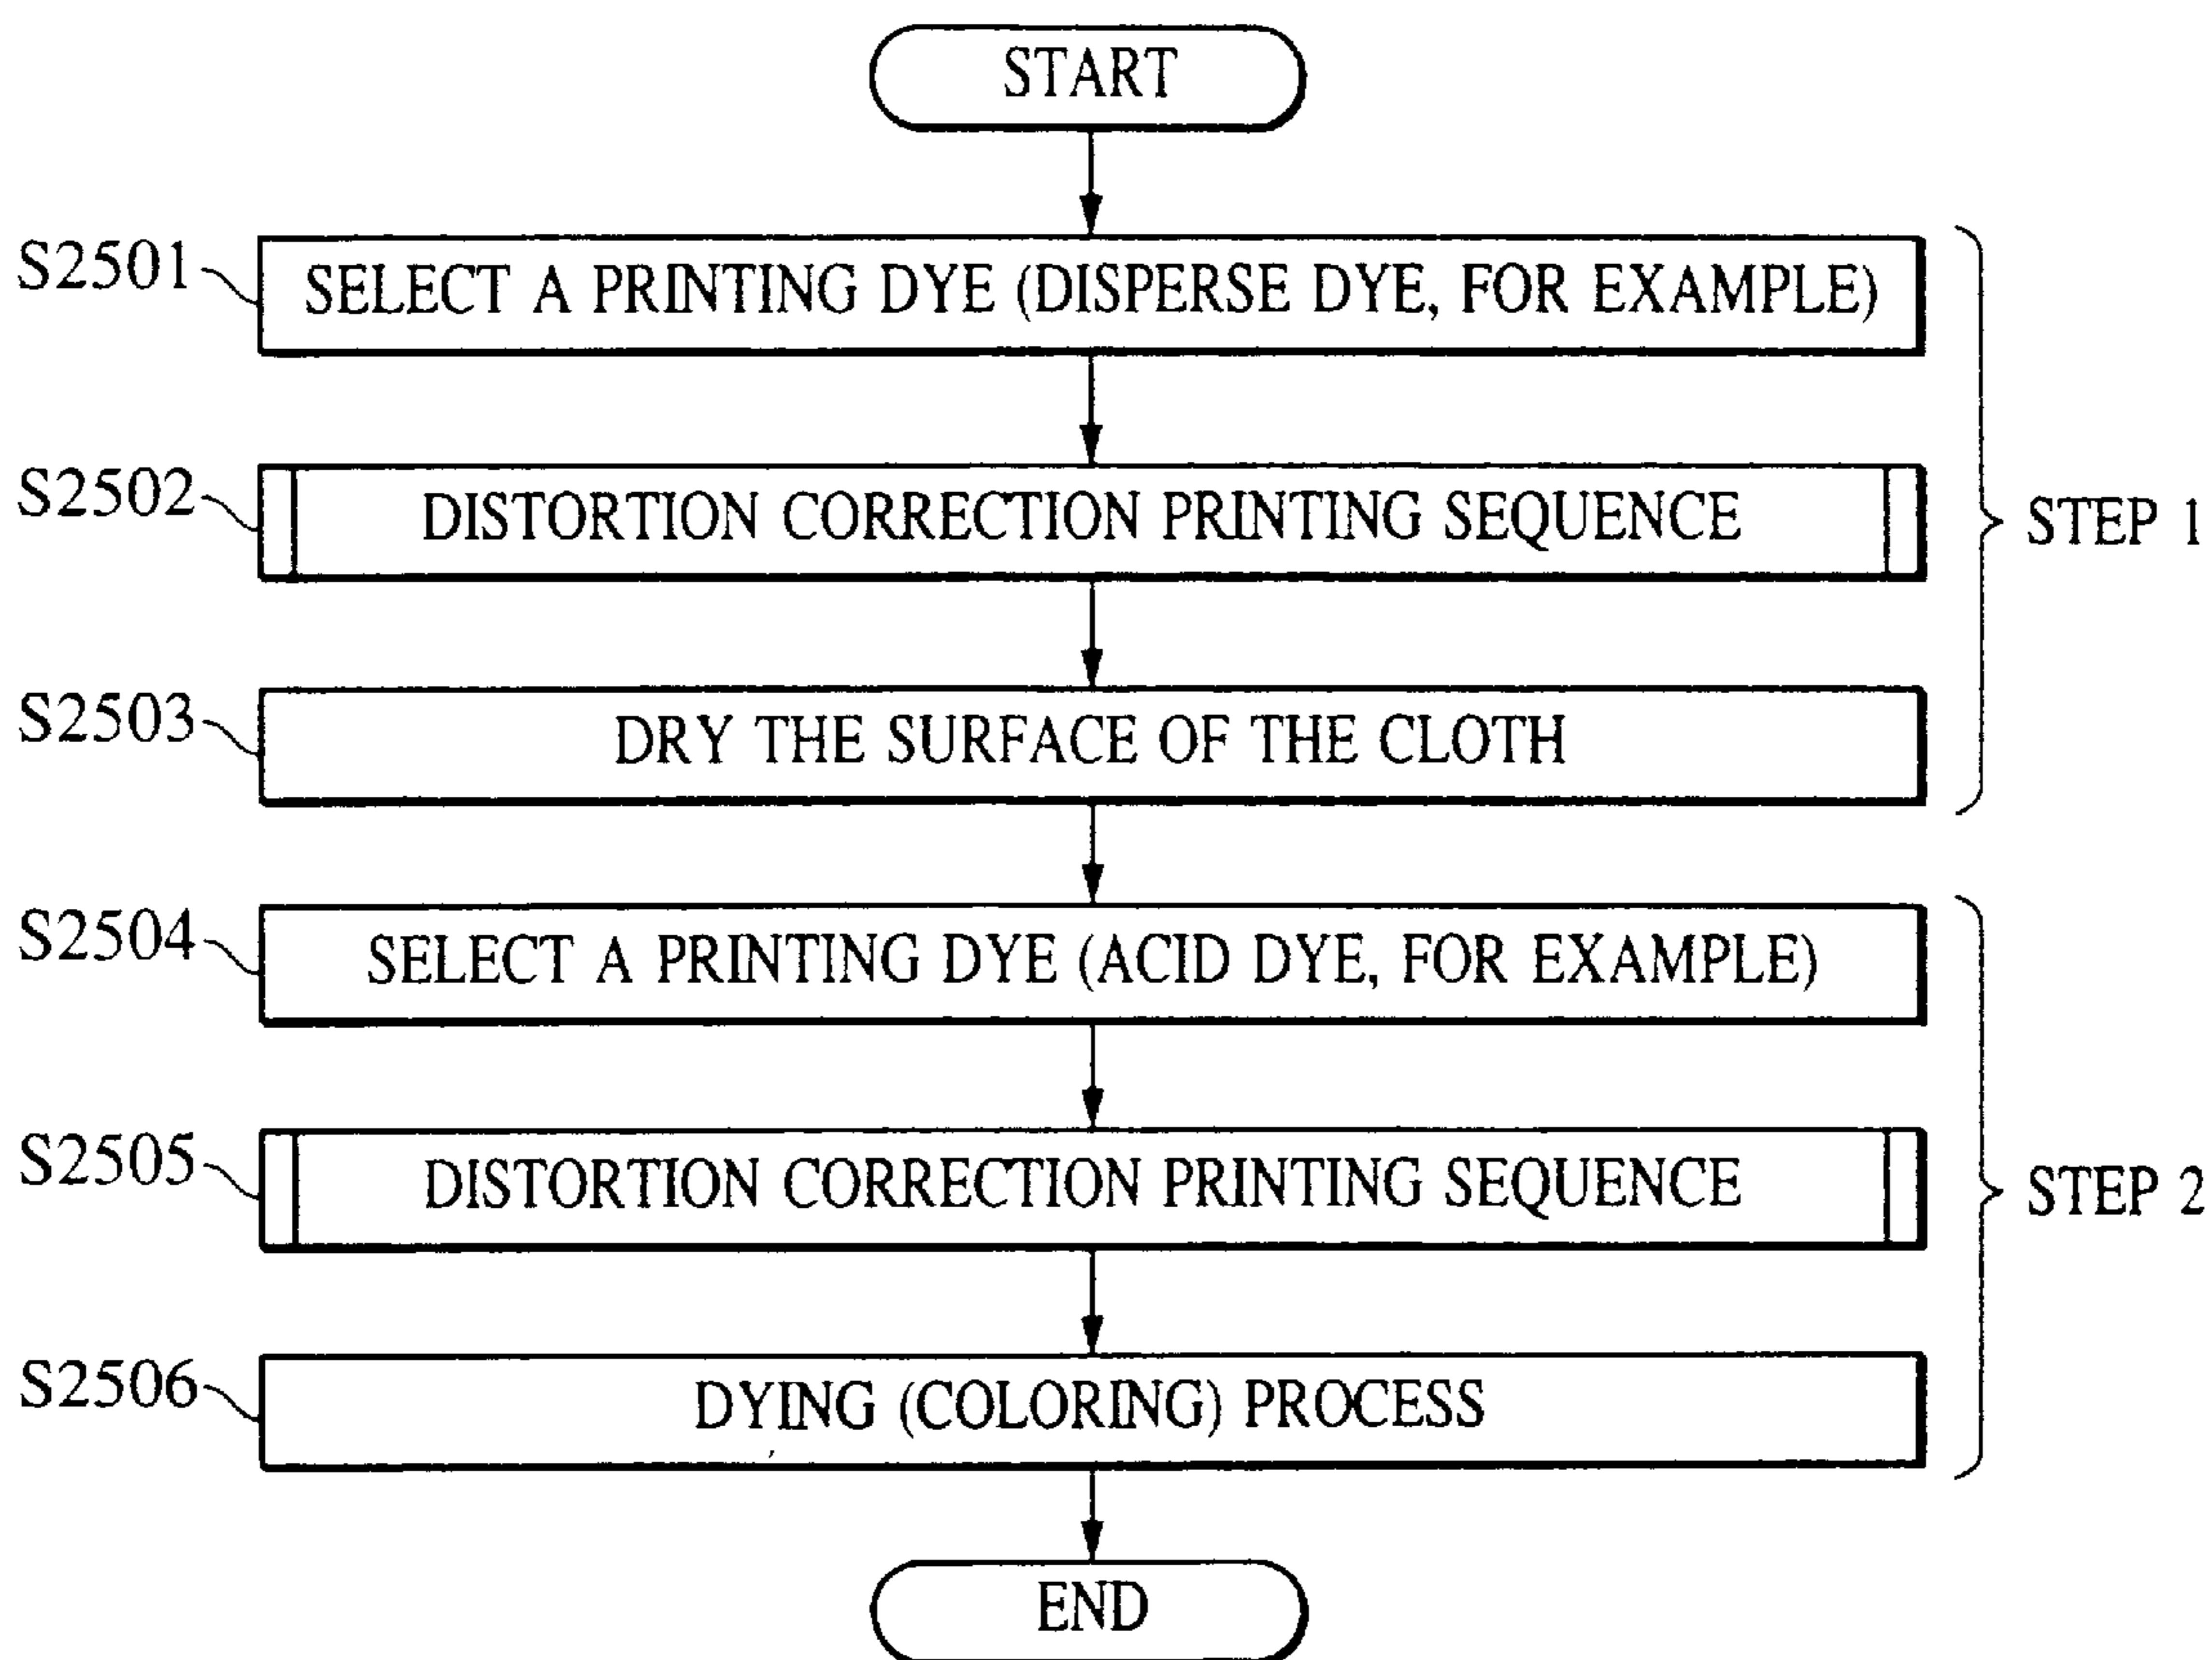 START
S2501 SELECT A PRINTING DYE (DISPERSE DYE, FOR EXAMPLE)
S2502 DISTORTION CORRECTION PRINTING SEQUENCE
STEP 1
S2503 DRY THE SURFACE OF THE CLOTH
S2504 SELECT A PRINTING DYE (ACID DYE, FOR EXAMPLE)
S2505 DISTORTION CORRECTION PRINTING SEQUENCE
STEP 2
S2506 DYING (COLORING) PROCESS
END